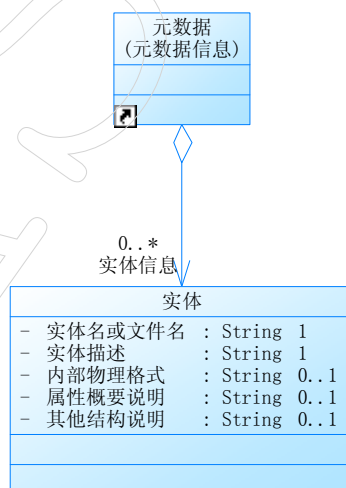 元数据
(元数据信息)
0..*
实体信息
实体
- 实体名或文件名 : String 1
- 实体描述 : String 1
- 内部物理格式 : String 0..1
- 属性概要说明 : String 0..1
- 其他结构说明 : String 0..1